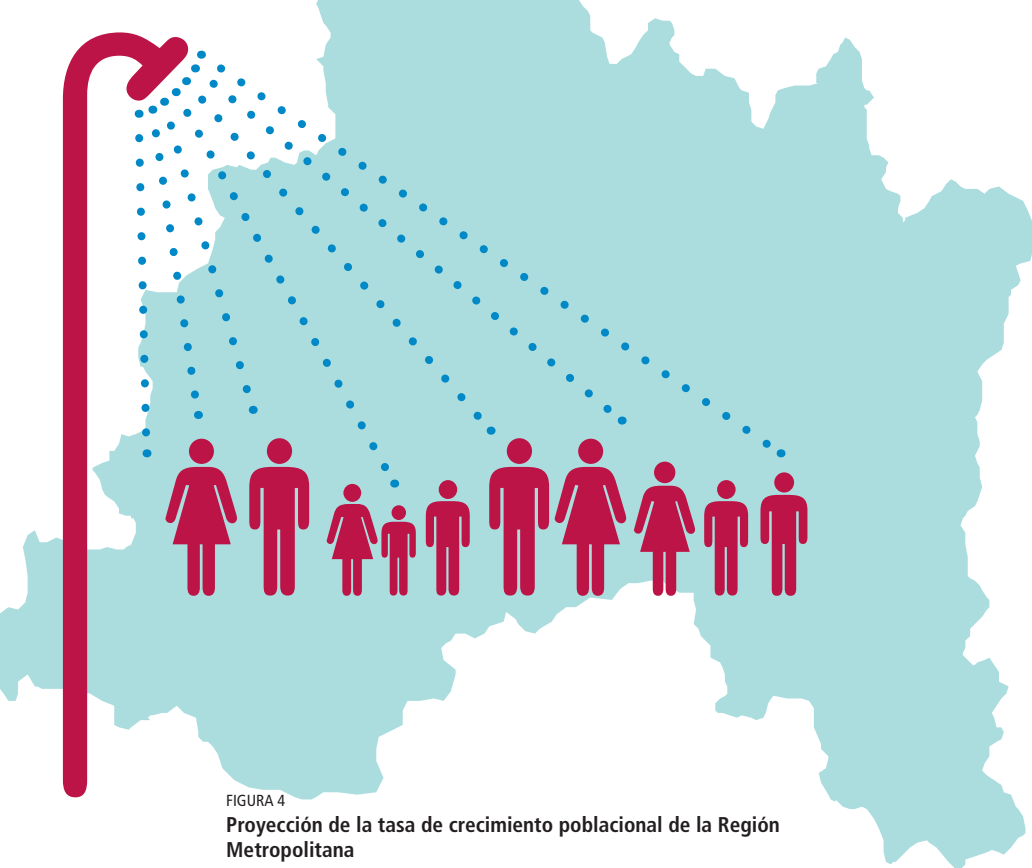 FIGURA 4
Proyección de la tasa de crecimiento poblacional de la Región
Metropolitana